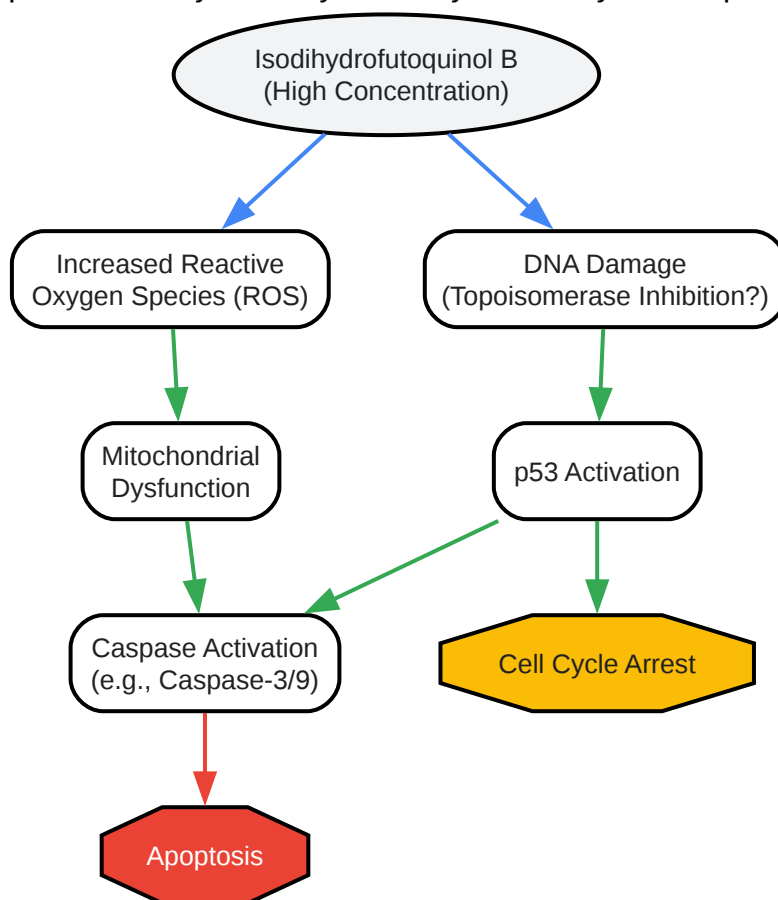 Isodihydrofutoquinol B
(High Concentration)
Increased Reactive
Oxygen Species (ROS)
DNA Damage
(Topoisomerase Inhibition?)
Mitochondrial
Dysfunction
p53 Activation
Caspase Activation
(e.g., Caspase-3/9)
Cell Cycle Arrest
Apoptosis